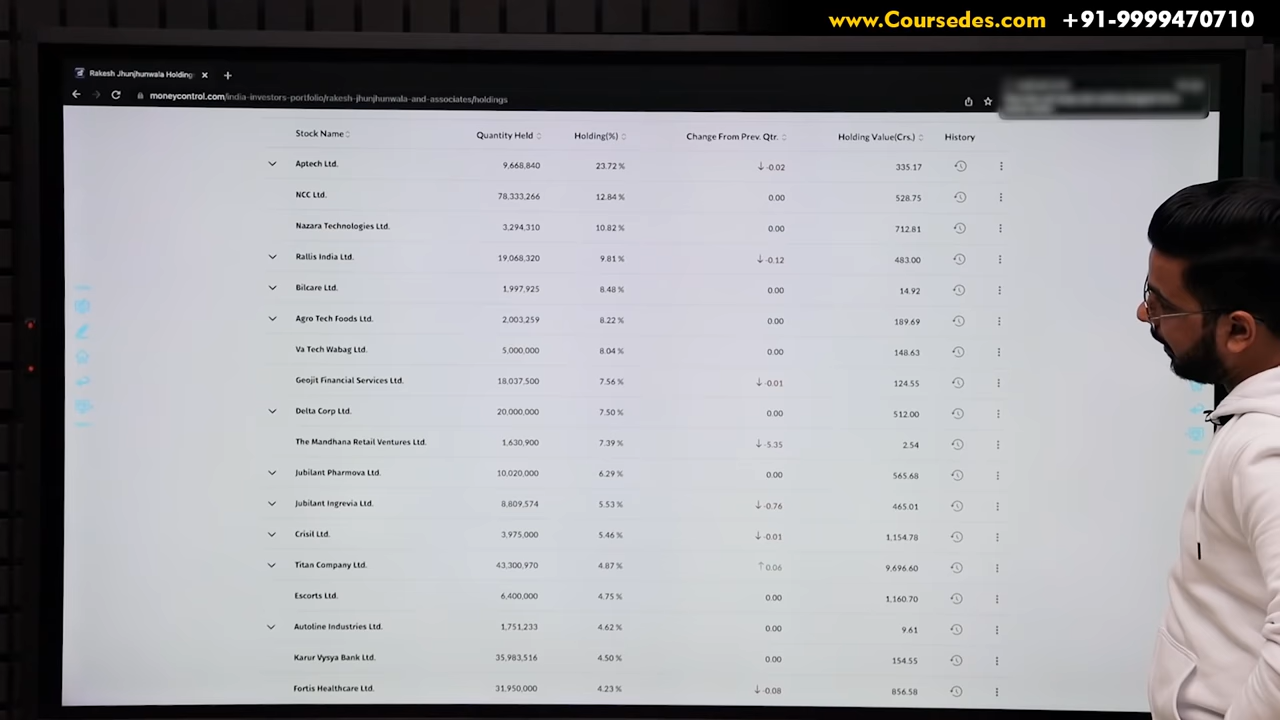 www.Coursedes.com +91-9999470710
Rakesh Jhunjhunwala Holding
moneycontrol.com/india-investors-portfolio/rakesh-jhunjhunwala-and-associates/holdings
Stock Name Quantity Held Holding(%) Change From Prev. Qtr. Holding Value(Crs.) History
Aptech Ltd. 9,668,840 23.72 % ↓ -0.02 335.17
NCC Ltd. 78,333,266 12.84 % 0.00 528.75
Nazara Technologies Ltd. 3,294,310 10.82 % 0.00 712.81
Rallis India Ltd. 19,068,320 9.81 % ↓ -0.12 483.00
Bilcare Ltd. 1,997,925 8.48 % 0.00 14.92
Agro Tech Foods Ltd. 2,003,259 8.22 % 0.00 189.69
Va Tech Wabag Ltd. 5,000,000 8.04 % 0.00 148.63
Geojit Financial Services Ltd. 18,037,500 7.56 % ↓ -0.01 124.55
Delta Corp Ltd. 20,000,000 7.50 % 0.00 512.00
The Mandhana Retail Ventures Ltd. 1,630,900 7.39 % ↓ -5.35 2.54
Jubilant Pharmova Ltd. 10,020,000 6.29 % 0.00 565.68
Jubilant Ingrevia Ltd. 8,809,574 5.53 % ↓ -0.76 465.01
Crisil Ltd. 3,975,000 5.46 % ↓ -0.01 1,154.78
Titan Company Ltd. 43,300,970 4.87 % ↑ 0.06 9,696.60
Escorts Ltd. 6,400,000 4.75 % 0.00 1,160.70
Autoline Industries Ltd. 1,751,233 4.62 % 0.00 9.61
Karur Vysya Bank Ltd. 35,983,516 4.50 % 0.00 154.55
Fortis Healthcare Ltd. 31,950,000 4.23 % ↓ -0.08 856.58